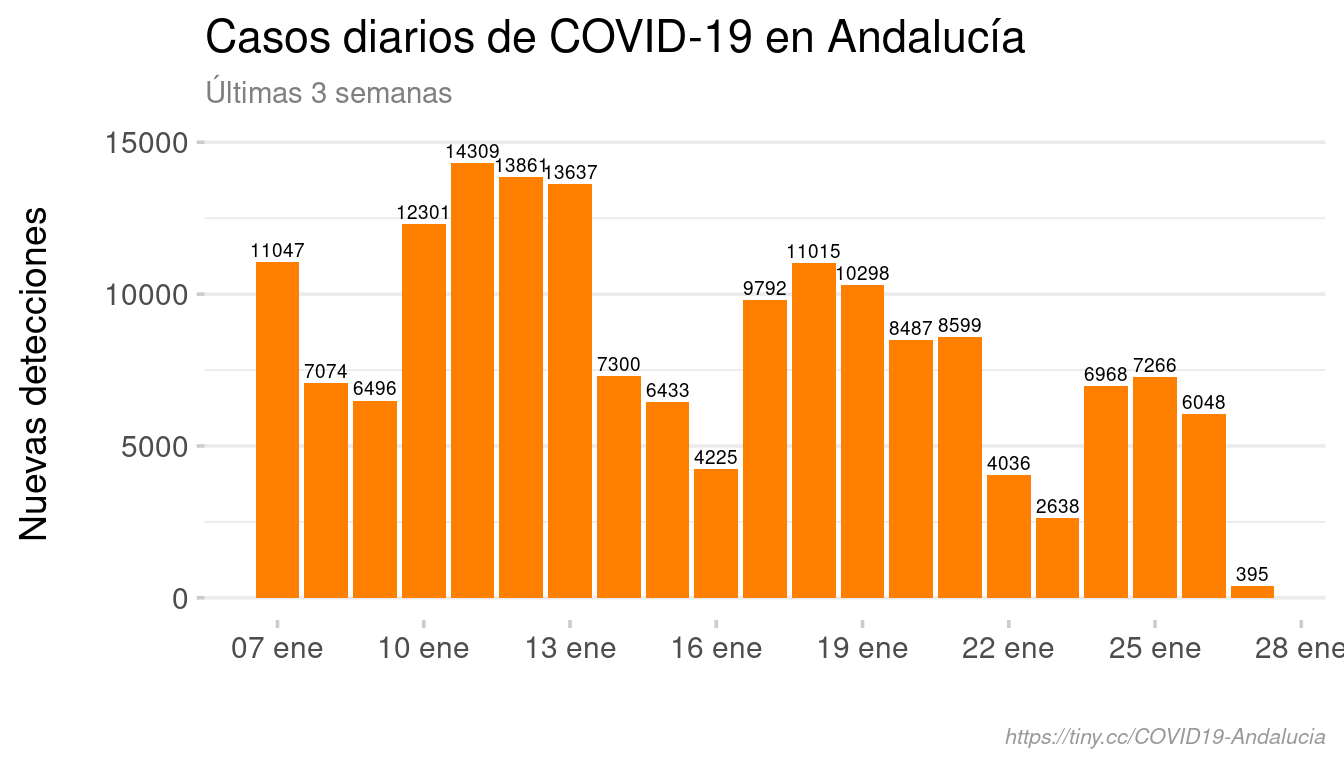 Casos diarios de COVID-19 en Andalucía
Últimas 3 semanas
Nuevas detecciones
15000
10000
5000
0
11047
7074
6496
12301
14309
13861
13637
7300
6433
4225
9792
11015
10298
8487
8599
4036
2638
6968
7266
6048
395
07 ene
10 ene
13 ene
16 ene
19 ene
22 ene
25 ene
28 ene
https://tiny.cc/COVID19-Andalucia